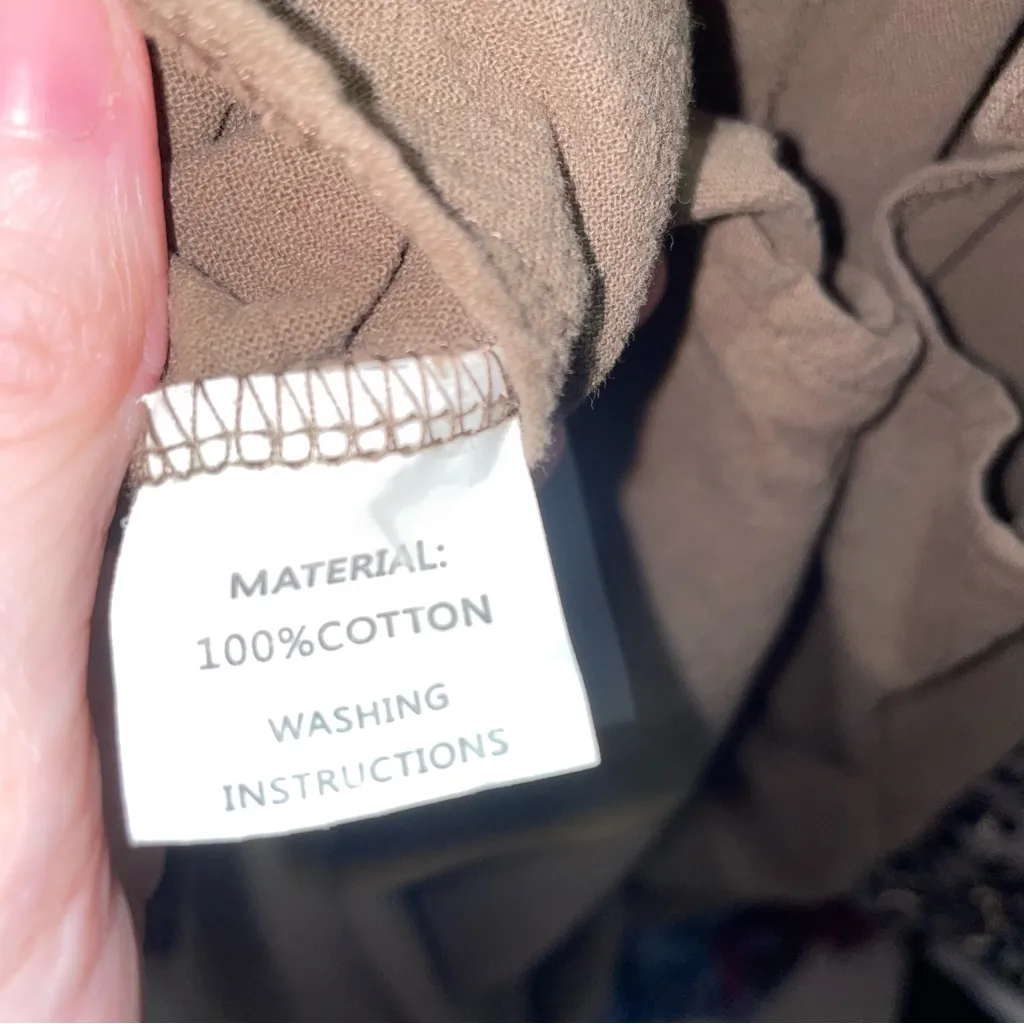 MATERIAL:
100%COTTON
WASHING
INSTRUCTIONS